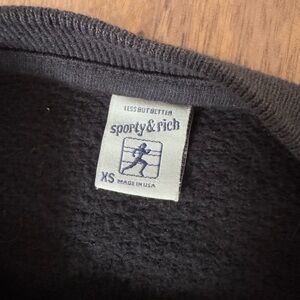 LESS BUT BETTER
sporty & rich
XS
MADE IN USA